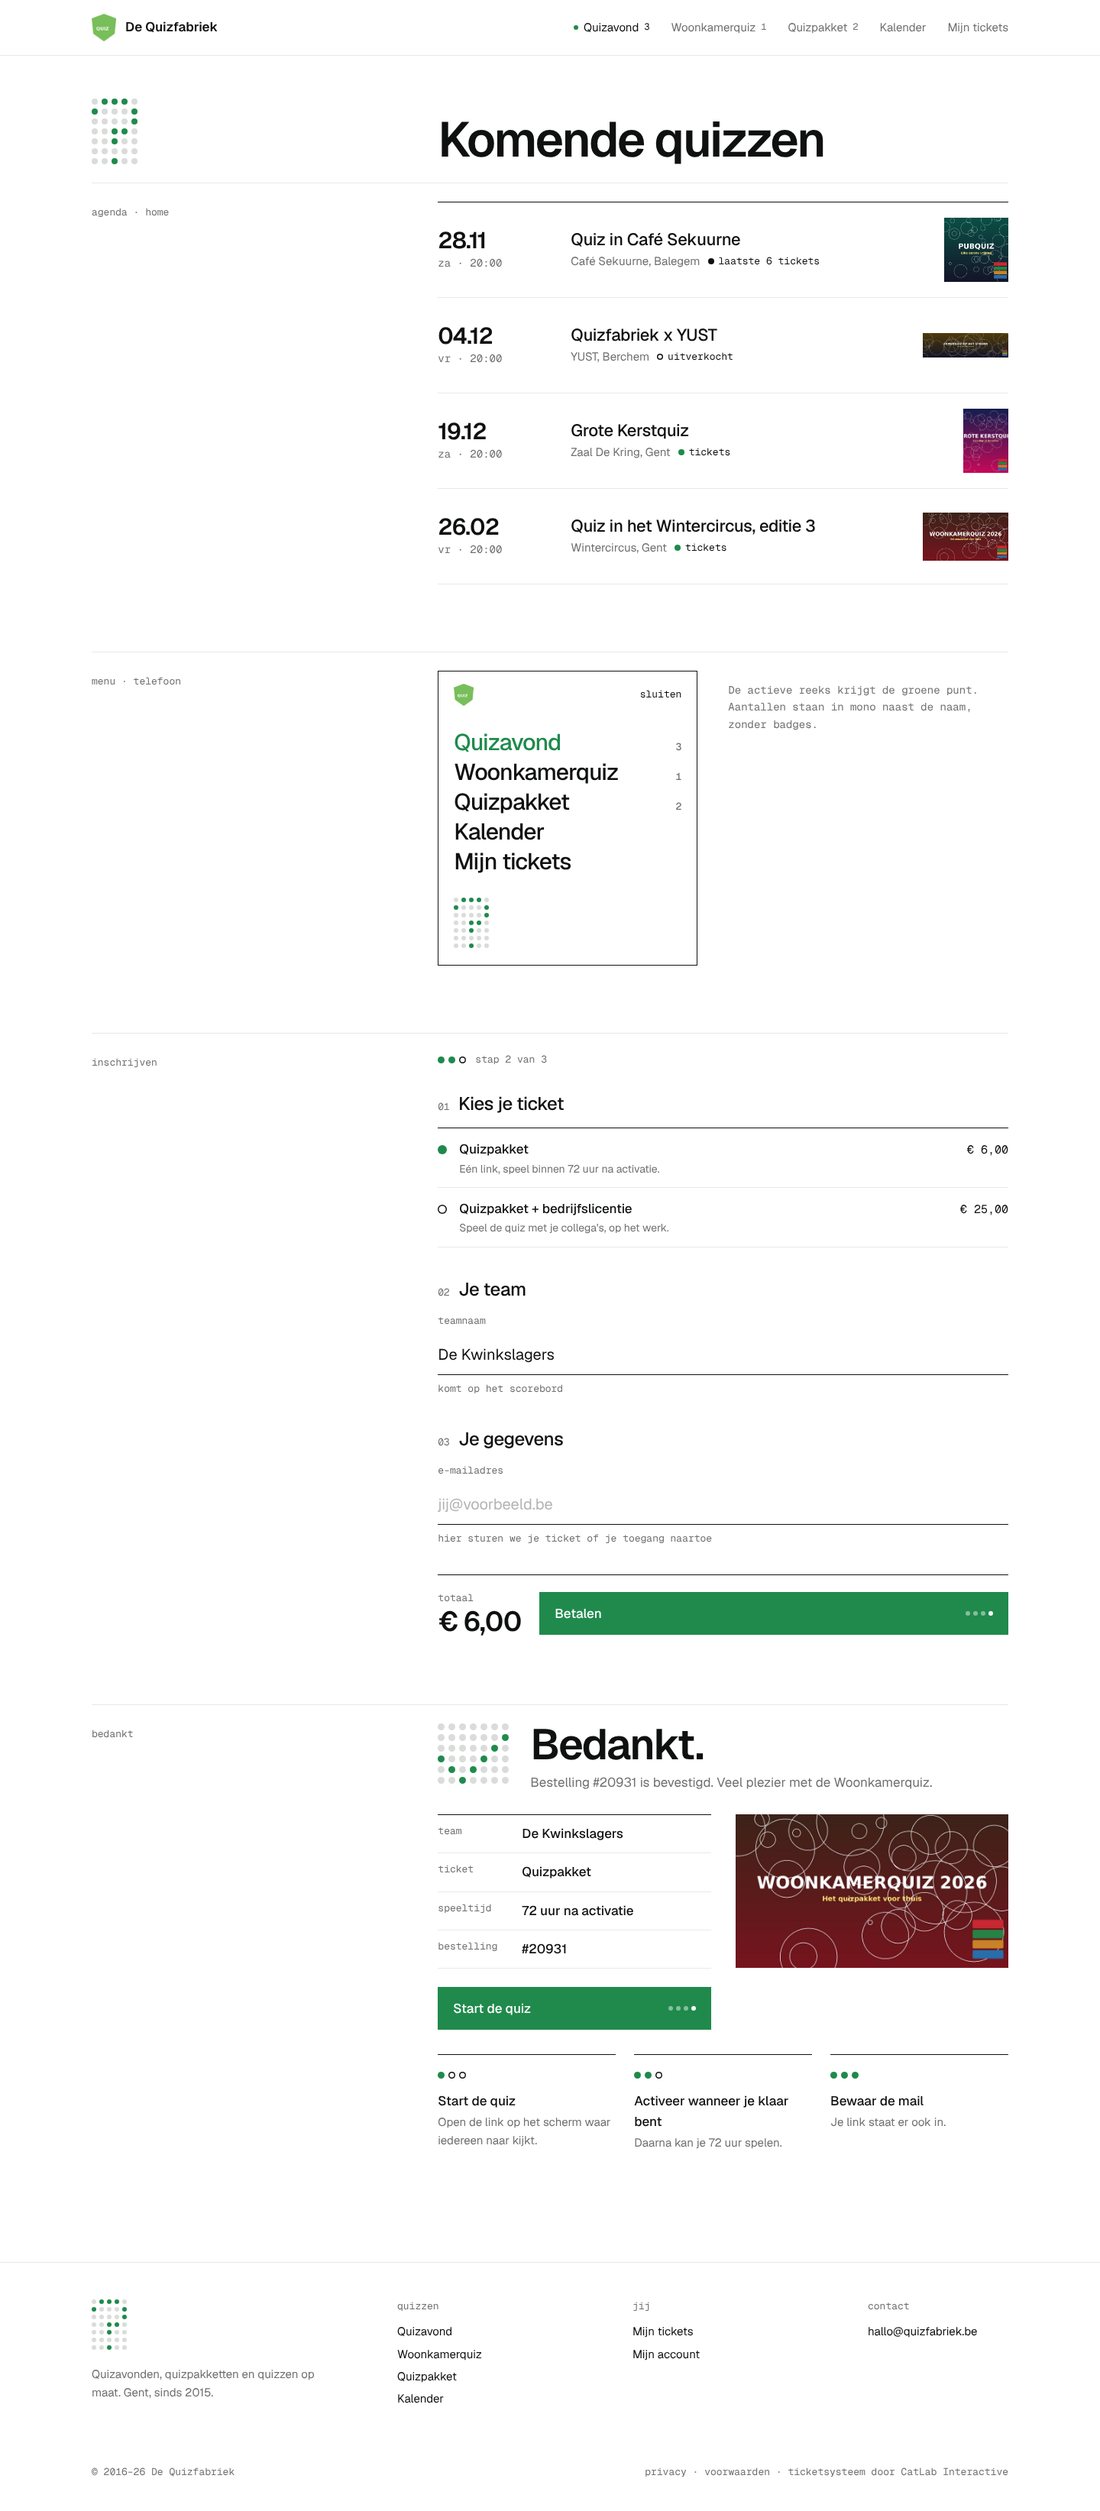 QUIZ
De Quizfabriek
Quizavond 3
Woonkamerquiz 1
Quizpakket 2
Kalender
Mijn tickets
Komende quizzen
agenda · home
28.11
za · 20:00
Quiz in Café Sekuurne
Café Sekuurne, Balegem
laatste 6 tickets
PUBQUIZ
04.12
vr · 20:00
Quizfabriek x YUST
YUST, Berchem
uitverkocht
19.12
za · 20:00
Grote Kerstquiz
Zaal De Kring, Gent
tickets
ROTE KERSTQUI
26.02
vr · 20:00
Quiz in het Wintercircus, editie 3
Wintercircus, Gent
tickets
WOONKAMERQUIZ 2026
menu · telefoon
sluiten
Quizavond 3
Woonkamerquiz 1
Quizpakket 2
Kalender
Mijn tickets
De actieve reeks krijgt de groene punt.
Aantallen staan in mono naast de naam,
zonder badges.
inschrijven
stap 2 van 3
01 Kies je ticket
Quizpakket
€ 6,00
Eén link, speel binnen 72 uur na activatie.
Quizpakket + bedrijfslicentie
€ 25,00
Speel de quiz met je collega's, op het werk.
02 Je team
teamnaam
De Kwinkslagers
komt op het scorebord
03 Je gegevens
e-mailadres
jij@voorbeeld.be
hier sturen we je ticket of je toegang naartoe
totaal
€ 6,00
Betalen
bedankt
Bedankt.
Bestelling #20931 is bevestigd. Veel plezier met de Woonkamerquiz.
team De Kwinkslagers
ticket Quizpakket
speeltijd 72 uur na activatie
bestelling #20931
WOONKAMERQUIZ 2026
Het quizpakket voor thuis
Start de quiz
Start de quiz
Open de link op het scherm waar
iedereen naar kijkt.
Activeer wanneer je klaar
bent
Daarna kan je 72 uur spelen.
Bewaar de mail
Je link staat er ook in.
Quizavonden, quizpakketten en quizzen op
maat. Gent, sinds 2015.
quizzen
Quizavond
Woonkamerquiz
Quizpakket
Kalender
jij
Mijn tickets
Mijn account
contact
hallo@quizfabriek.be
© 2016–26 De Quizfabriek
privacy · voorwaarden · ticketsysteem door CatLab Interactive